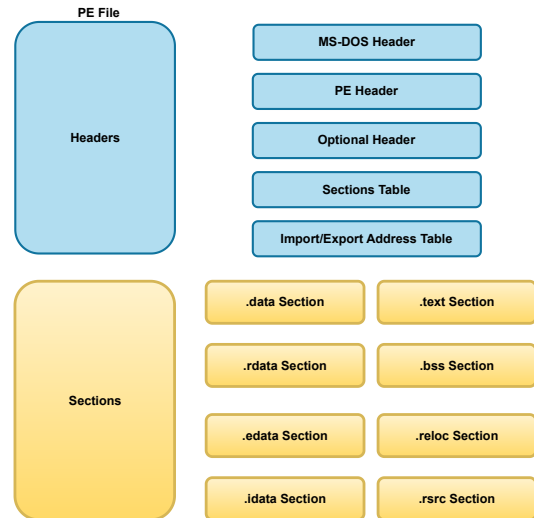 PE File
Headers
MS-DOS Header
PE Header
Optional Header
Sections Table
Import/Export Address Table
Sections
.data Section
.text Section
.rdata Section
.bss Section
.edata Section
.reloc Section
.idata Section
.rsrc Section